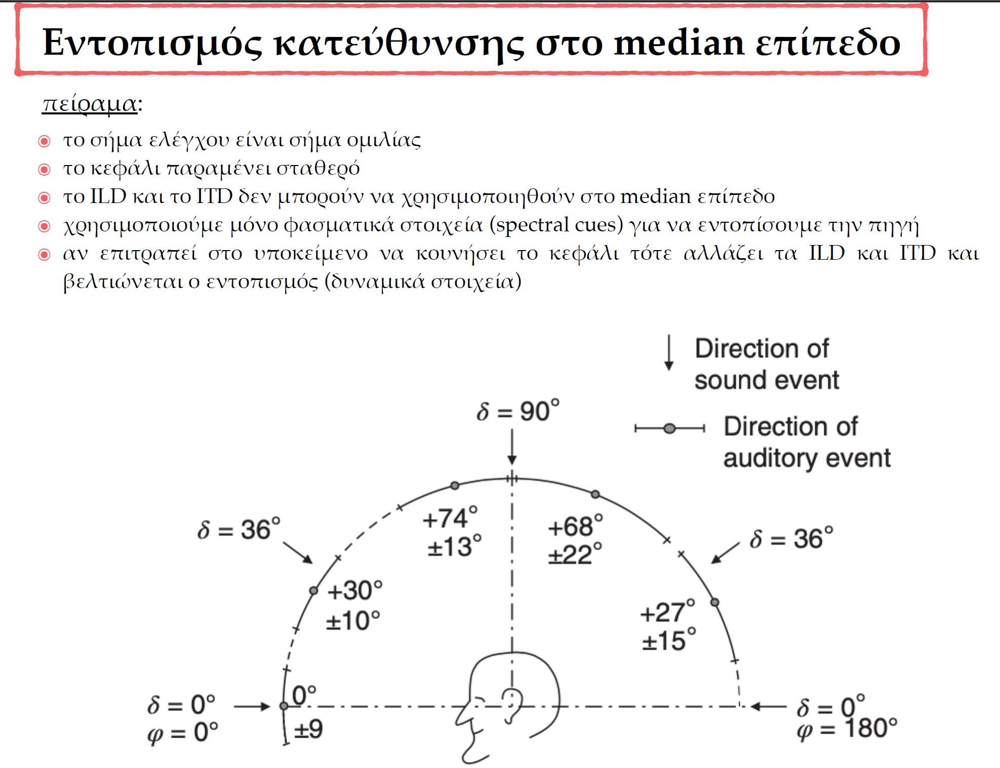 Εντοπισμός κατεύθυνσης στο median επίπεδο
πείραμα:
το σήμα ελέγχου είναι σήμα ομιλίας
το κεφάλι παραμένει σταθερό
το ILD και το ITD δεν μπορούν να χρησιμοποιηθούν στο median επίπεδο
χρησιμοποιούμε μόνο φασματικά στοιχεία (spectral cues) για να εντοπίσουμε την πηγή
αν επιτραπεί στο υποκείμενο να κουνήσει το κεφάλι τότε αλλάζει τα ILD και ITD και
βελτιώνεται ο εντοπισμός (δυναμικά στοιχεία)
Direction of
sound event
δ = 90°
Direction of
auditory event
+74°
±13°
+68°
±22°
δ = 36°
δ = 36°
+30°
±10°
+27°
±15°
δ = 0°
φ = 0°
0°
±9
δ = 0°
φ = 180°